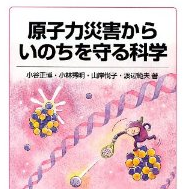 原子力災害から
いのちを守る科学
小谷正博・小林秀明・山岸悦子・渡辺範夫 著